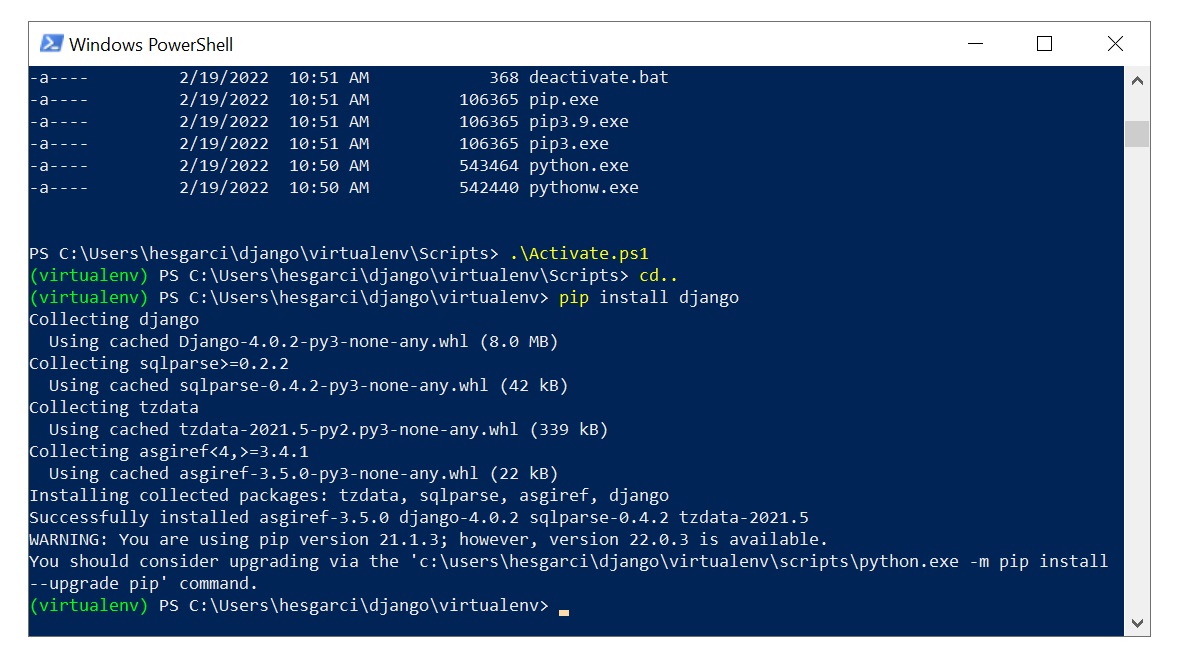 Windows PowerShell
-a----         2/19/2022  10:51 AM            368 deactivate.bat
-a----         2/19/2022  10:51 AM         106365 pip.exe
-a----         2/19/2022  10:51 AM         106365 pip3.9.exe
-a----         2/19/2022  10:51 AM         106365 pip3.exe
-a----         2/19/2022  10:50 AM         543464 python.exe
-a----         2/19/2022  10:50 AM         542440 pythonw.exe
PS C:\Users\hesgarci\django\virtualenv\Scripts> .\Activate.ps1
(virtualenv) PS C:\Users\hesgarci\django\virtualenv\Scripts> cd..
(virtualenv) PS C:\Users\hesgarci\django\virtualenv> pip install django
Collecting django
  Using cached Django-4.0.2-py3-none-any.whl (8.0 MB)
Collecting sqlparse>=0.2.2
  Using cached sqlparse-0.4.2-py3-none-any.whl (42 kB)
Collecting tzdata
  Using cached tzdata-2021.5-py2.py3-none-any.whl (339 kB)
Collecting asgiref<4,>=3.4.1
  Using cached asgiref-3.5.0-py3-none-any.whl (22 kB)
Installing collected packages: tzdata, sqlparse, asgiref, django
Successfully installed asgiref-3.5.0 django-4.0.2 sqlparse-0.4.2 tzdata-2021.5
WARNING: You are using pip version 21.1.3; however, version 22.0.3 is available.
You should consider upgrading via the 'c:\users\hesgarci\django\virtualenv\scripts\python.exe -m pip install
--upgrade pip' command.
(virtualenv) PS C:\Users\hesgarci\django\virtualenv>